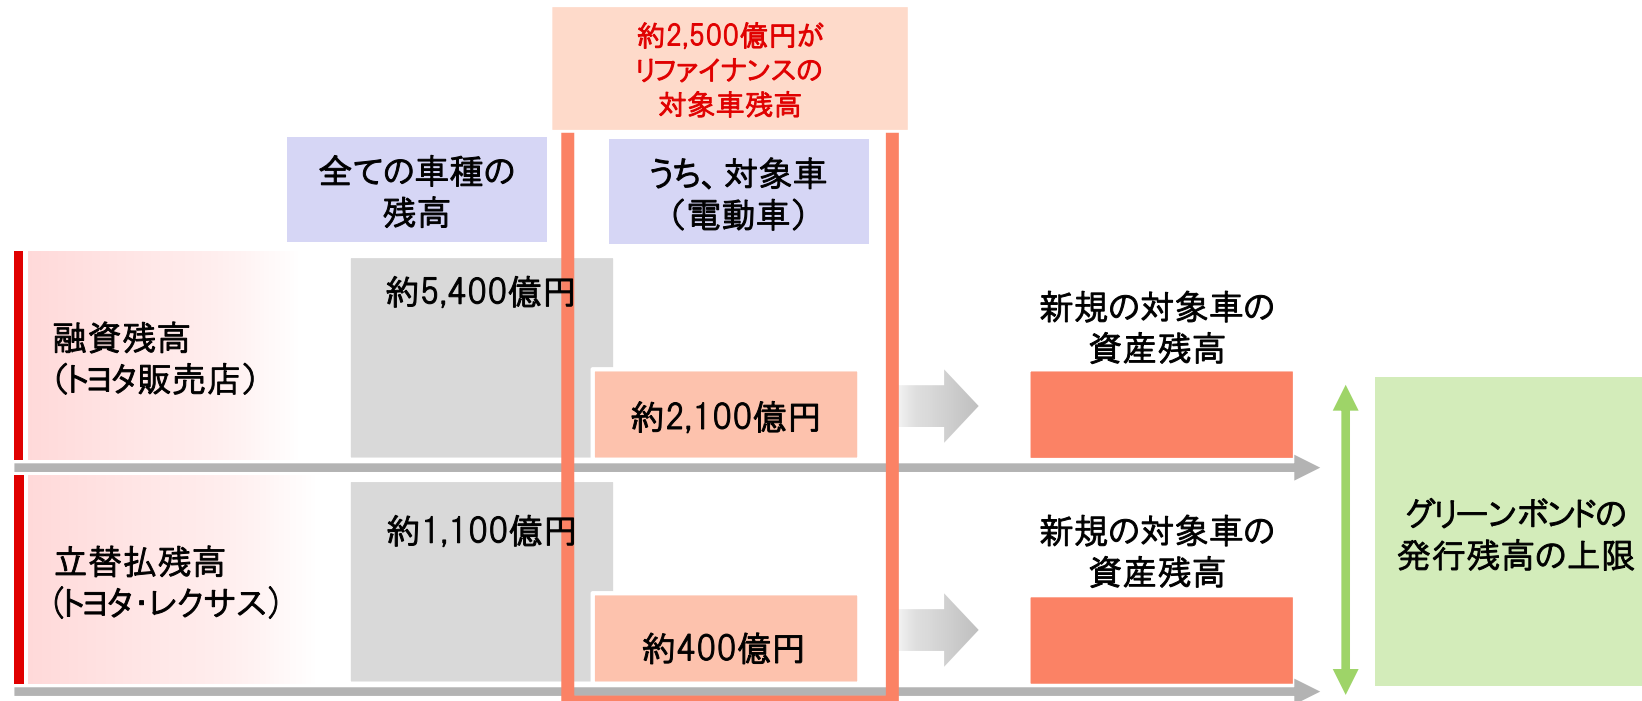 約2,500億円が
リファイナンスの
対象車残高
全ての車種の
残高
うち、対象車
（電動車）
融資残高
（トヨタ販売店）
約5,400億円
約2,100億円
新規の対象車の
資産残高
立替払残高
（トヨタ・レクサス）
約1,100億円
約400億円
新規の対象車の
資産残高
グリーンボンドの
発行残高の上限